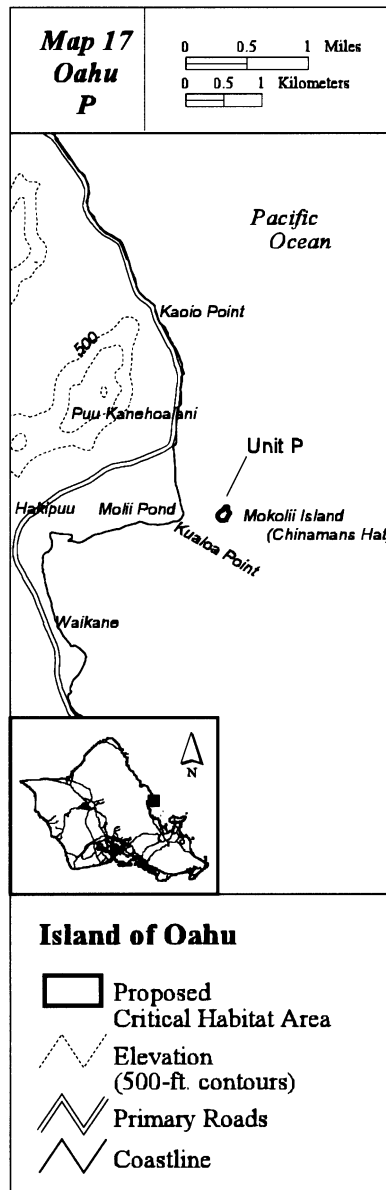 Map 17
Oahu
P
0 0.5 1 Miles
0 0.5 1 Kilometers
Pacific
Ocean
Kaoio Point
500
Puu Kanehoalani
Unit P
Hakipuu
Molii Pond
Mokolii Island
(Chinamans Hat)
Kualoa Point
Waikane
N
Island of Oahu
Proposed
Critical Habitat Area
Elevation
(500-ft. contours)
Primary Roads
Coastline